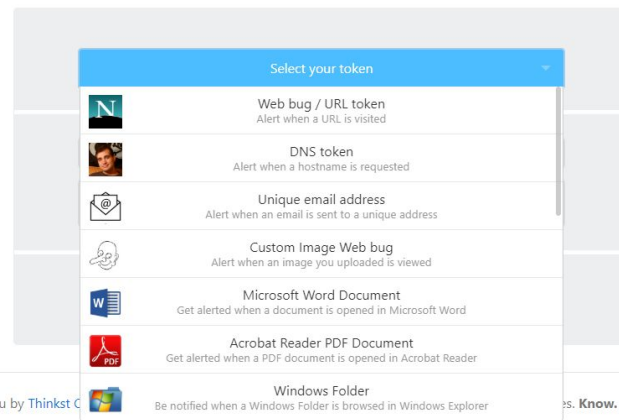 Select your token
Web bug / URL token
Alert when a URL is visited
DNS token
Alert when a hostname is requested
@
Unique email address
Alert when an email is sent to a unique address
Custom Image Web bug
Alert when an image you uploaded is viewed
W
Microsoft Word Document
Get alerted when a document is opened in Microsoft Word
PDF
Acrobat Reader PDF Document
Get alerted when a PDF document is opened in Acrobat Reader
Windows Folder
Be notified when a Windows Folder is browsed in Windows Explorer
N
u by Thinkst C
es. Know.